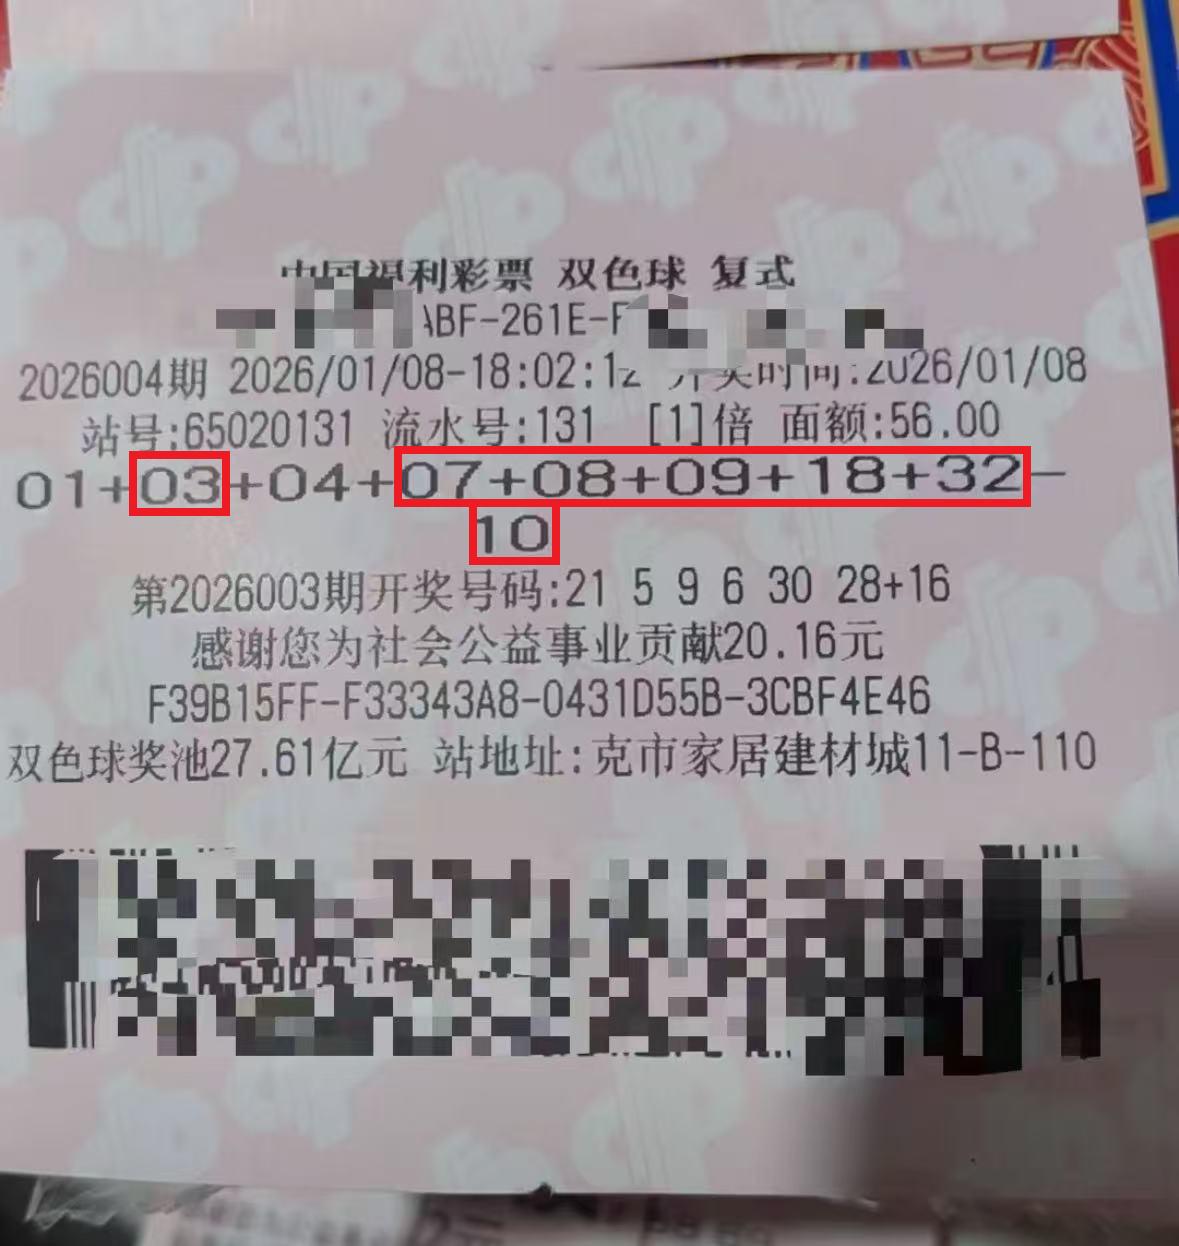 中国福利彩票 双色球 复式
ABF-261E-F
2026004期 2026/01/08-18:02:12 开奖时间:2026/01/08
站号:65020131 流水号:131 [1]倍 面额:56.00
01+03+04+07+08+09+18+32-
10
第2026003期开奖号码:21 5 9 6 30 28+16
感谢您为社会公益事业贡献20.16元
F39B15FF-F33343A8-0431D55B-3CBF4E46
双色球奖池27.61亿元 站地址:克市家居建材城11-B-110